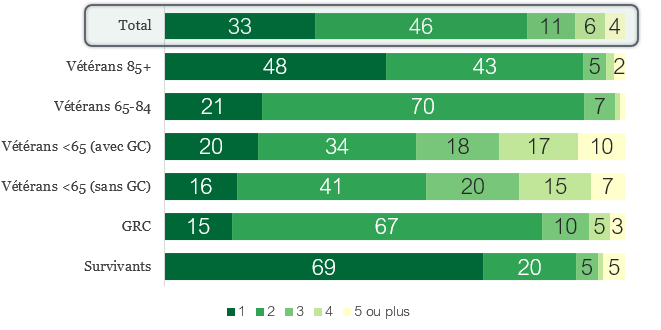 Total 33 46 11 6 4
Vétérans 85+ 48 43 5 2
Vétérans 65-84 21 70 7
Vétérans <65 (avec GC) 20 34 18 17 10
Vétérans <65 (sans GC) 16 41 20 15 7
GRC 15 67 10 5 3
Survivants 69 20 5 5
1 2 3 4 5 ou plus